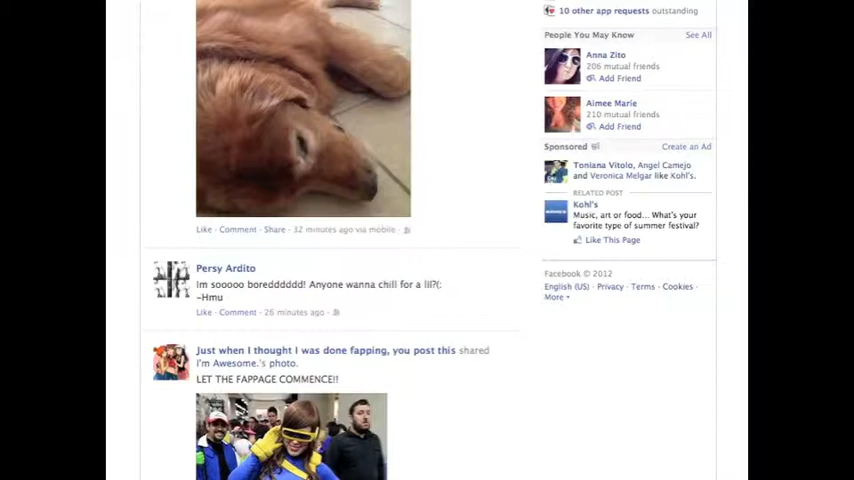 10 other app requests outstanding
People You May Know See All
Anna Zito
206 mutual friends
Add Friend
Aimee Marie
210 mutual friends
Add Friend
Sponsored Create an Ad
Toniana Vitolo, Angel Camejo
and Veronica Melgar like Kohl's.
RELATED POST
Kohl's
Music, art or food... What's your
favorite type of summer festival?
Like This Page
Facebook © 2012
English (US) · Privacy · Terms · Cookies ·
More
Like · Comment · Share · 32 minutes ago via mobile ·
Persy Ardito
Im sooooo boredddddd! Anyone wanna chill for a lil?(:
~Hmu
Like · Comment · 26 minutes ago ·
Just when I thought I was done fapping, you post this shared
I'm Awesome.'s photo.
LET THE FAPPAGE COMMENCE!!